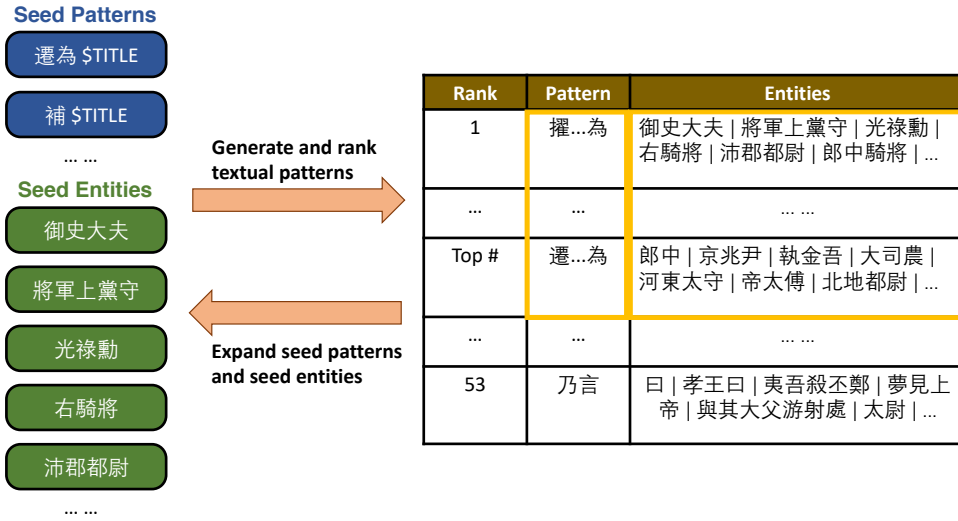 Seed Patterns
遷為 $TITLE
補 $TITLE
... ...
Seed Entities
御史大夫
將軍上黨守
光祿勳
右騎將
沛郡都尉
... ...
Generate and rank
textual patterns
Expand seed patterns
and seed entities
Rank Pattern Entities
1 擢...為 御史大夫 | 將軍上黨守 | 光祿勳 |
右騎將 | 沛郡都尉 | 郎中騎將 | ...
... ... ... ...
Top # 遷...為 郎中 | 京兆尹 | 執金吾 | 大司農 |
河東太守 | 帝太傅 | 北地都尉 | ...
... ... ... ...
53 乃言 曰 | 孝王曰 | 夷吾殺丕鄭 | 夢見上
帝 | 與其大父游射處 | 太尉 | ...